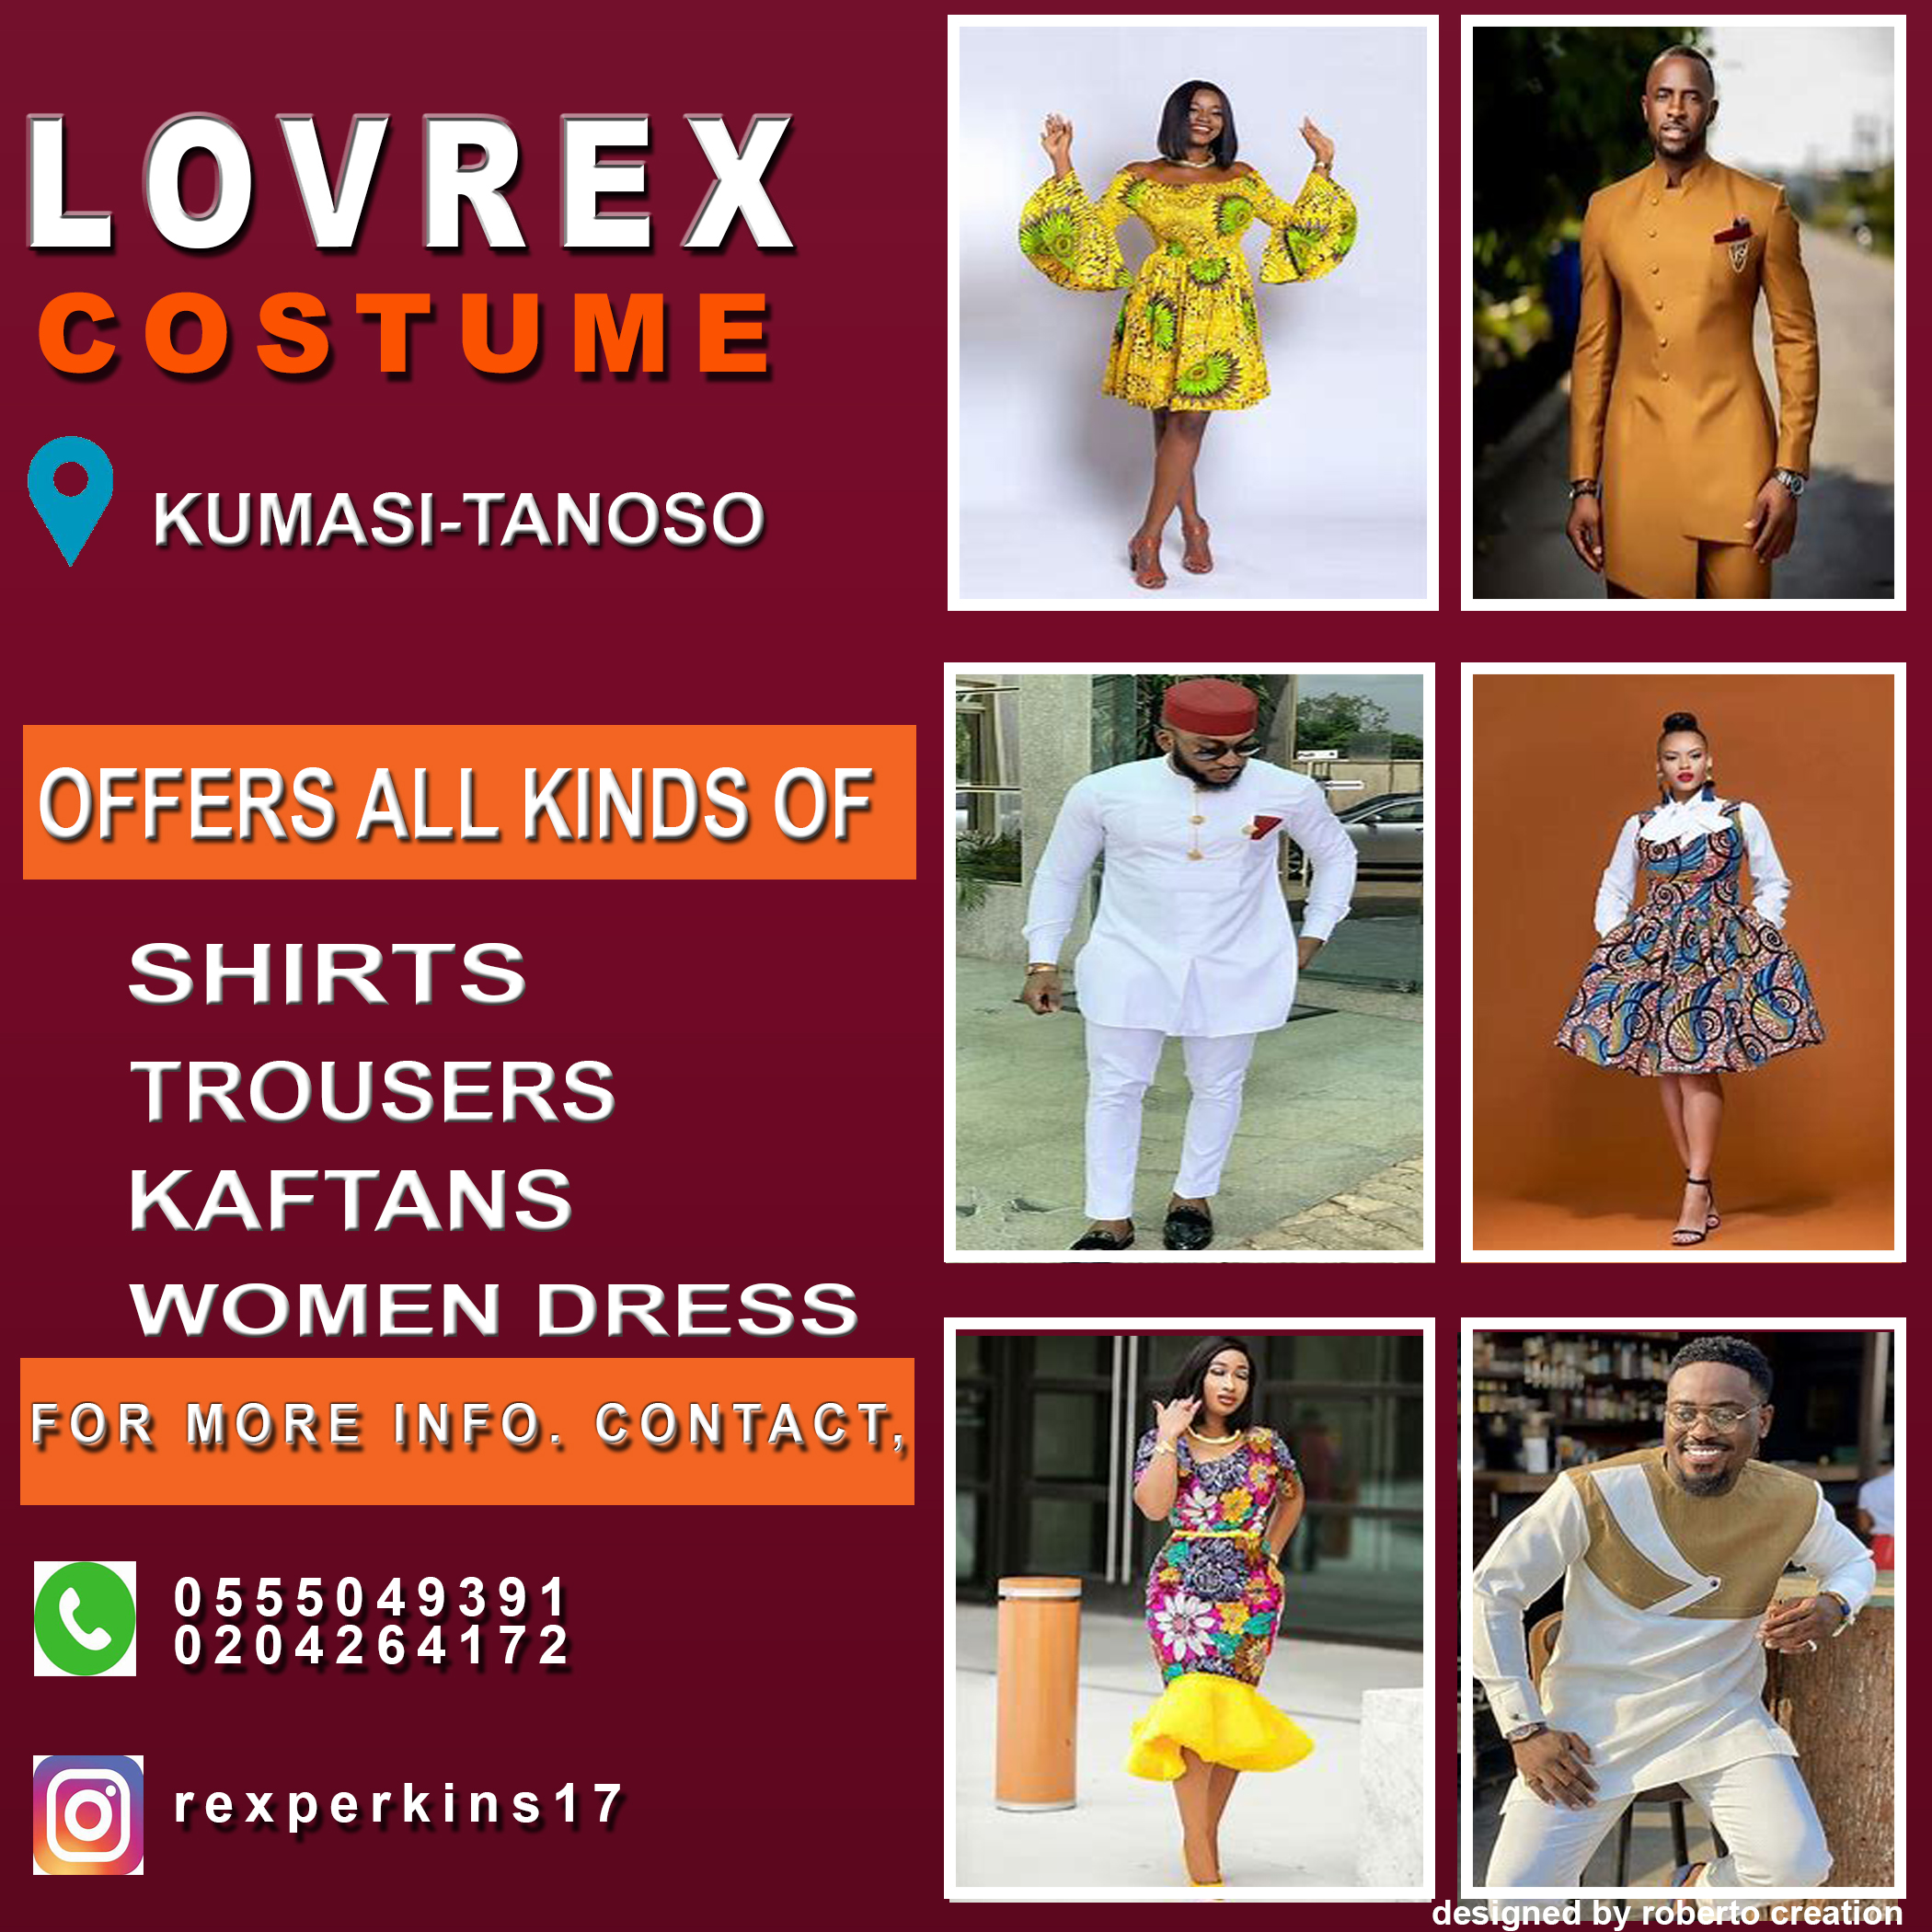 LOVREX
COSTUME
KUMASI-TANOSO
OFFERS ALL KINDS OF
SHIRTS
TROUSERS
KAFTANS
WOMEN DRESS
FOR MORE INFO. CONTACT,
0555049391
0204264172
rexperkins17
designed by roberto creation